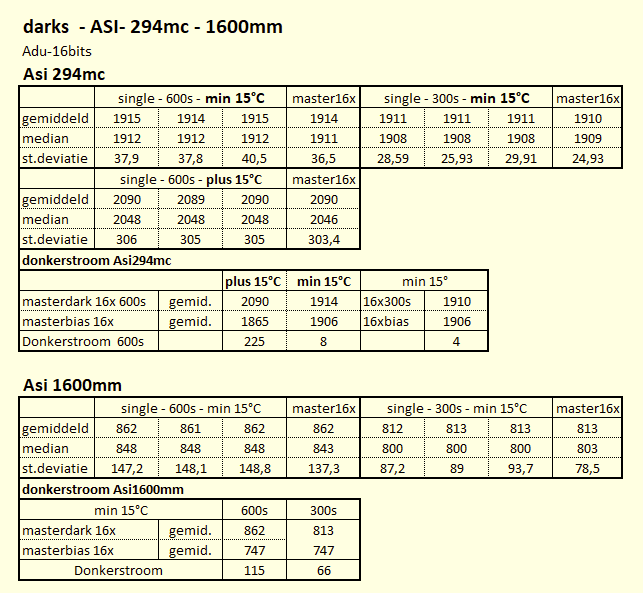 darks - ASI- 294mc - 1600mm
Adu-16bits
Asi 294mc
single - 600s - min 15°C master16x single - 300s - min 15°C master16x
gemiddeld 1915 1914 1915 1914 1911 1911 1911 1910
median 1912 1912 1912 1911 1908 1908 1908 1909
st.deviatie 37,9 37,8 40,5 36,5 28,59 25,93 29,91 24,93
single - 600s - plus 15°C master16x
gemiddeld 2090 2089 2090 2090
median 2048 2048 2048 2046
st.deviatie 306 305 305 303,4
donkerstroom Asi294mc
plus 15°C min 15°C min 15°
masterdark 16x 600s gemid. 2090 1914 16x300s 1910
masterbias 16x gemid. 1865 1906 16xbias 1906
Donkerstroom 600s 225 8 4
Asi 1600mm
single - 600s - min 15°C master16x single - 300s - min 15°C master16x
gemiddeld 862 861 862 862 812 813 813 813
median 848 848 848 843 800 800 800 803
st.deviatie 147,2 148,1 148,8 137,3 87,2 89 93,7 78,5
donkerstroom Asi1600mm
min 15°C 600s 300s
masterdark 16x gemid. 862 813
masterbias 16x gemid. 747 747
Donkerstroom 115 66